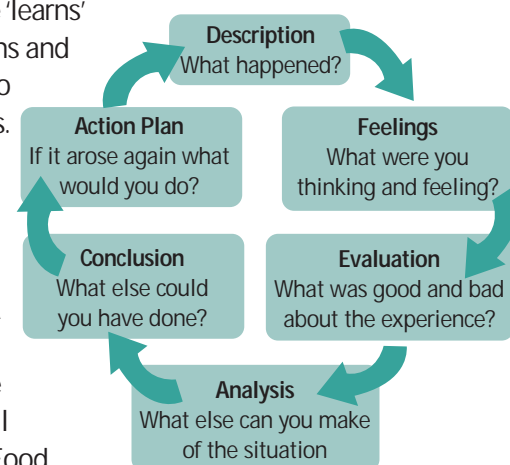 'learns'
ns and
o
s.
Description
What happened?
Feelings
What were you
thinking and feeling?
Evaluation
What was good and bad
about the experience?
Analysis
What else can you make
of the situation
Conclusion
What else could
you have done?
Action Plan
If it arose again what
would you do?
Food